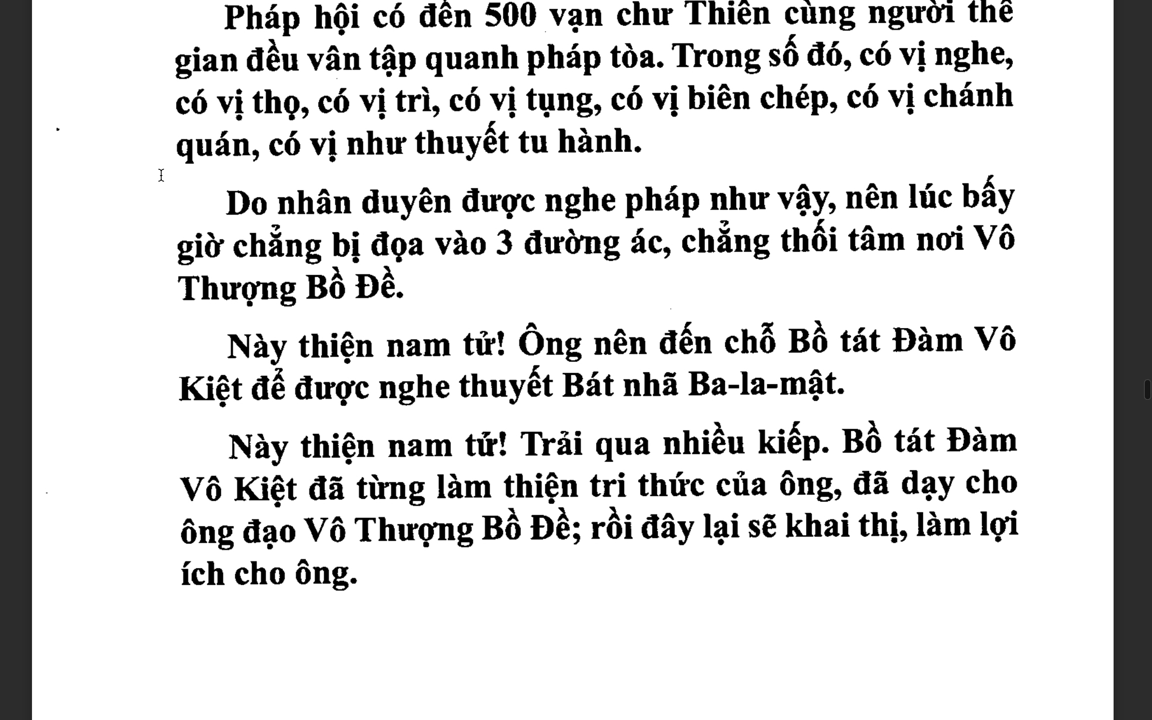 Pháp hội có đến 500 vạn chư Thiên cùng người thế
gian đều vân tập quanh pháp tòa. Trong số đó, có vị nghe,
có vị thọ, có vị trì, có vị tụng, có vị biên chép, có vị chánh
quán, có vị như thuyết tu hành.
Do nhân duyên được nghe pháp như vậy, nên lúc bấy
giờ chẳng bị đọa vào 3 đường ác, chẳng thối tâm nơi Vô
Thượng Bồ Đề.
Này thiện nam tử! Ông nên đến chỗ Bồ tát Đàm Vô
Kiệt để được nghe thuyết Bát nhã Ba-la-mật.
Này thiện nam tử! Trải qua nhiều kiếp. Bồ tát Đàm
Vô Kiệt đã từng làm thiện tri thức của ông, đã dạy cho
ông đạo Vô Thượng Bồ Đề; rồi đây lại sẽ khai thị, làm lợi
ích cho ông.